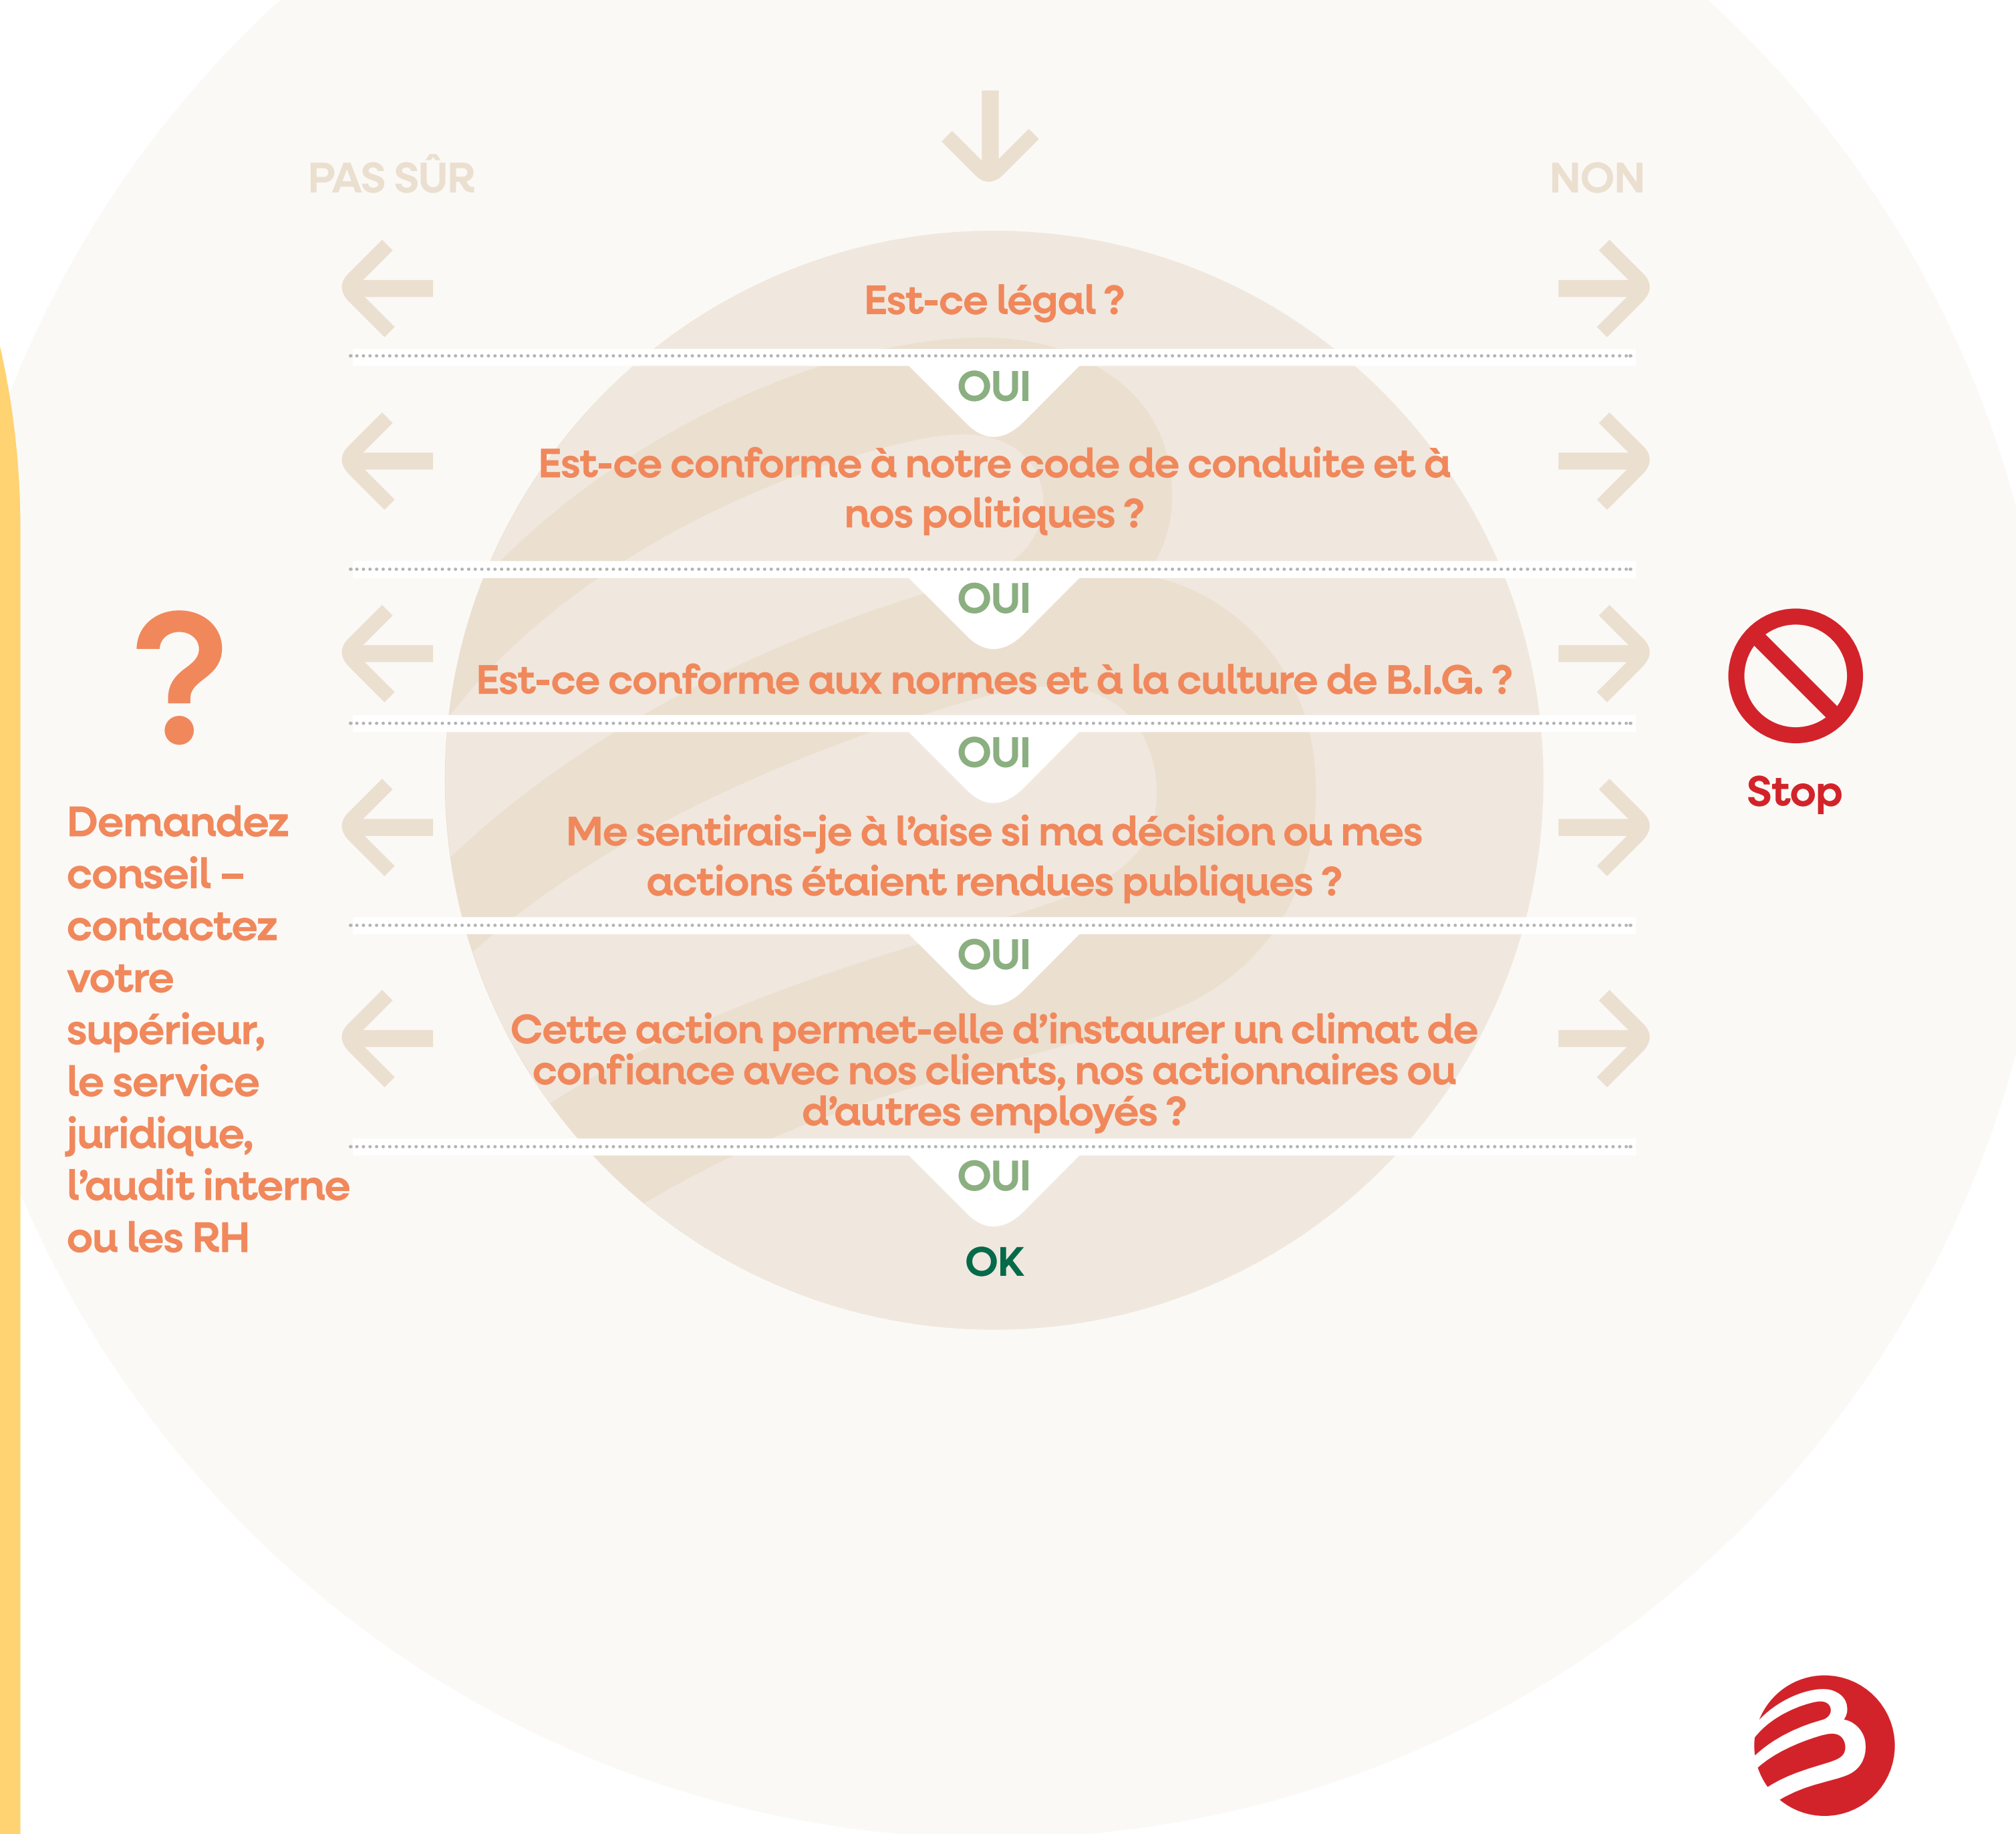 PAS SÛR
NON
Est-ce légal ?
OUI
Est-ce conforme à notre code de conduite et à
nos politiques ?
OUI
Est-ce conforme aux normes et à la culture de B.I.G. ?
OUI
Me sentirais-je à l’aise si ma décision ou mes
actions étaient rendues publiques ?
OUI
Cette action permet-elle d’instaurer un climat de
confiance avec nos clients, nos actionnaires ou
d’autres employés ?
OUI
OK
Demandez
conseil –
contactez
votre
supérieur,
le service
juridique,
l’audit interne
ou les RH
Stop